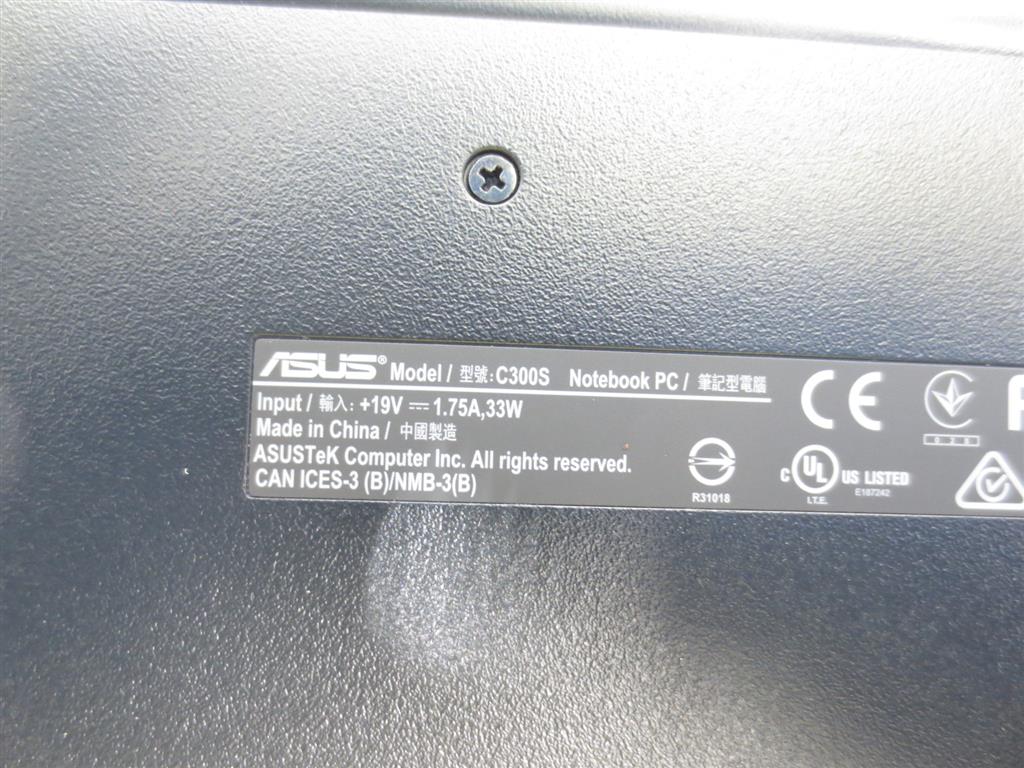 ASUS® Model / 型號: C300S Notebook PC / 筆記型電腦
Input / 輸入: +19V ⎓ 1.75A,33W
Made in China / 中國製造
ASUSTeK Computer Inc. All rights reserved.
CAN ICES-3 (B)/NMB-3(B)
CE
R31018
C UL US LISTED
I.T.E.
E187242